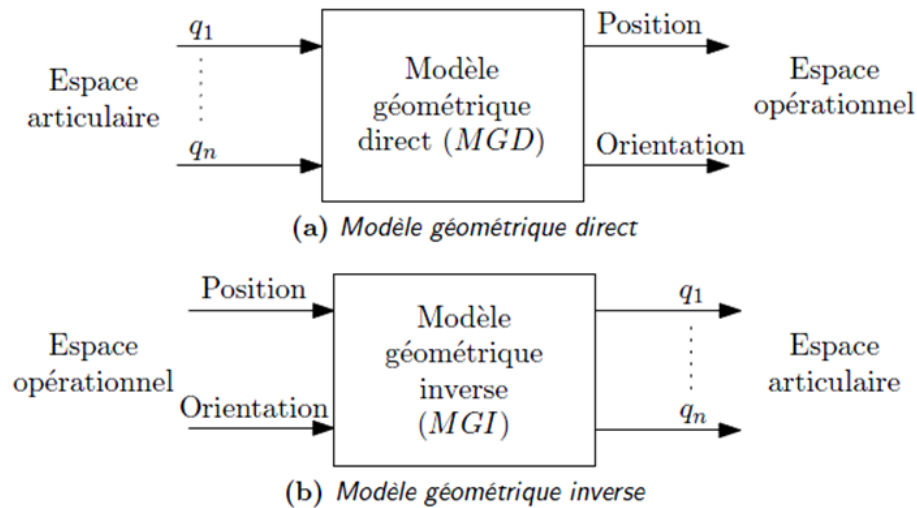 q1
Espace
articulaire
qn
Modèle
géométrique
direct (MGD)
Position
Orientation
Espace
opérationnel
(a) Modèle géométrique direct
Espace
opérationnel
Position
Orientation
Modèle
géométrique
inverse
(MGI)
q1
qn
Espace
articulaire
(b) Modèle géométrique inverse